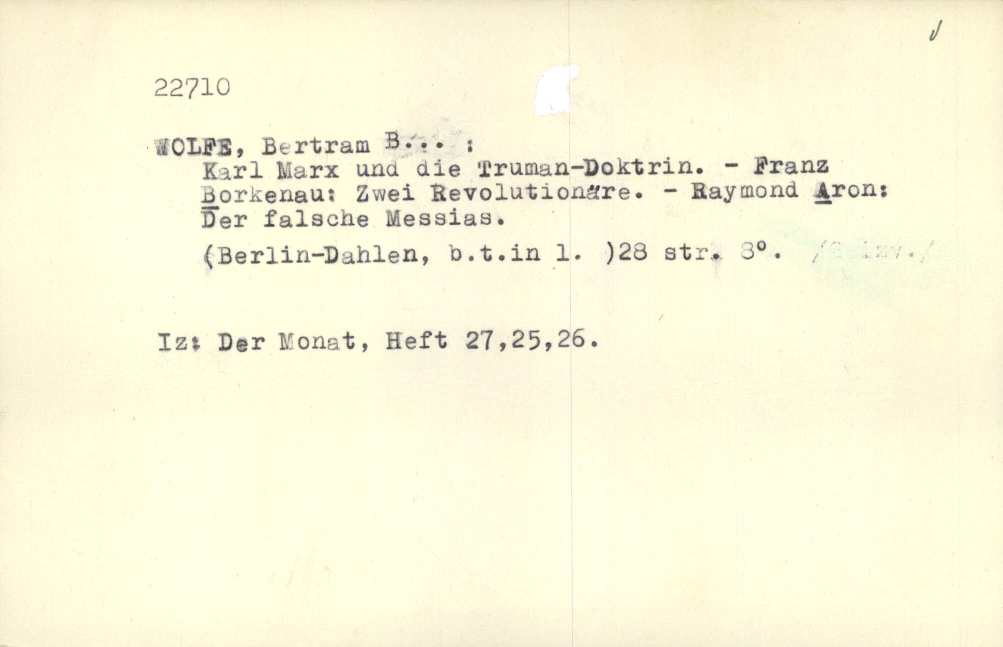 22710
WOLFE, Bertram B... :
Karl Marx und die Truman-Doktrin. - Franz
Borkenau: Zwei Revolutionäre. - Raymond Aron:
Der falsche Messias.
(Berlin-Dahlen, b.t.in l. )28 str. 8°.
Iz: Der Monat, Heft 27,25,26.